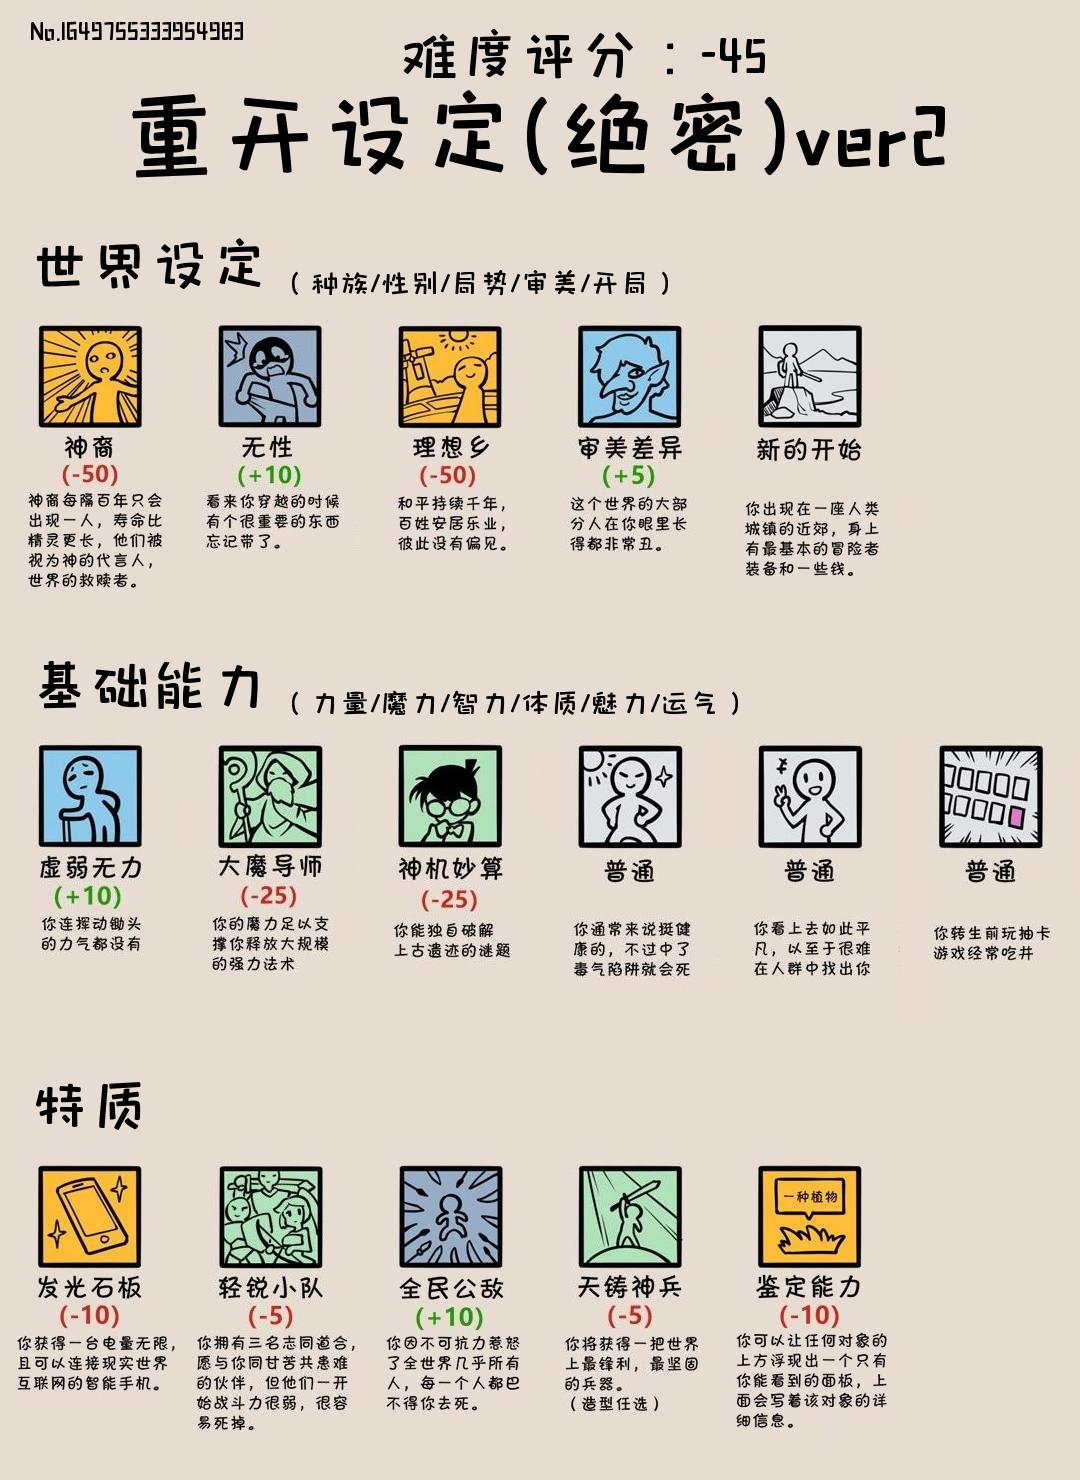 No.1649755333954983
难度评分：-45
重开设定(绝密)ver2
世界设定（种族/性别/局势/审美/开局）
神裔
(-50)
神裔每隔百年只会
出现一人，寿命比
精灵更长，他们被
视为神的代言人，
世界的救赎者。
无性
(+10)
看来你穿越的时候
有个很重要的东西
忘记带了。
理想乡
(-50)
和平持续千年，
百姓安居乐业，
彼此没有偏见。
审美差异
(+5)
这个世界的大部
分人在你眼里长
得都非常丑。
新的开始
你出现在一座人类
城镇的近郊，身上
有最基本的冒险者
装备和一些钱。
基础能力（力量/魔力/智力/体质/魅力/运气）
虚弱无力
(+10)
你连挥动锄头
的力气都没有
大魔导师
(-25)
你的魔力足以支
撑你释放大规模
的强力法术
神机妙算
(-25)
你能独自破解
上古遗迹的谜题
普通
你通常来说挺健
康的，不过中了
毒气陷阱就会死
普通
你看上去如此平
凡，以至于很难
在人群中找出你
普通
你转生前玩抽卡
游戏经常吃井
特质
发光石板
(-10)
你获得一台电量无限，
且可以连接现实世界
互联网的智能手机。
轻锐小队
(-5)
你拥有三名志同道合，
愿与你同甘苦共患难
的伙伴，但他们一开
始战斗力很弱，很容
易死掉。
全民公敌
(+10)
你因不可抗力惹怒
了全世界几乎所有
人，每一个人都巴
不得你去死。
天铸神兵
(-5)
你将获得一把世界
上最锋利，最坚固
的兵器。
（造型任选）
一种植物
鉴定能力
(-10)
你可以让任何对象的
上方浮现出一个只有
你能看到的面板，上
面会写着该对象的详
细信息。